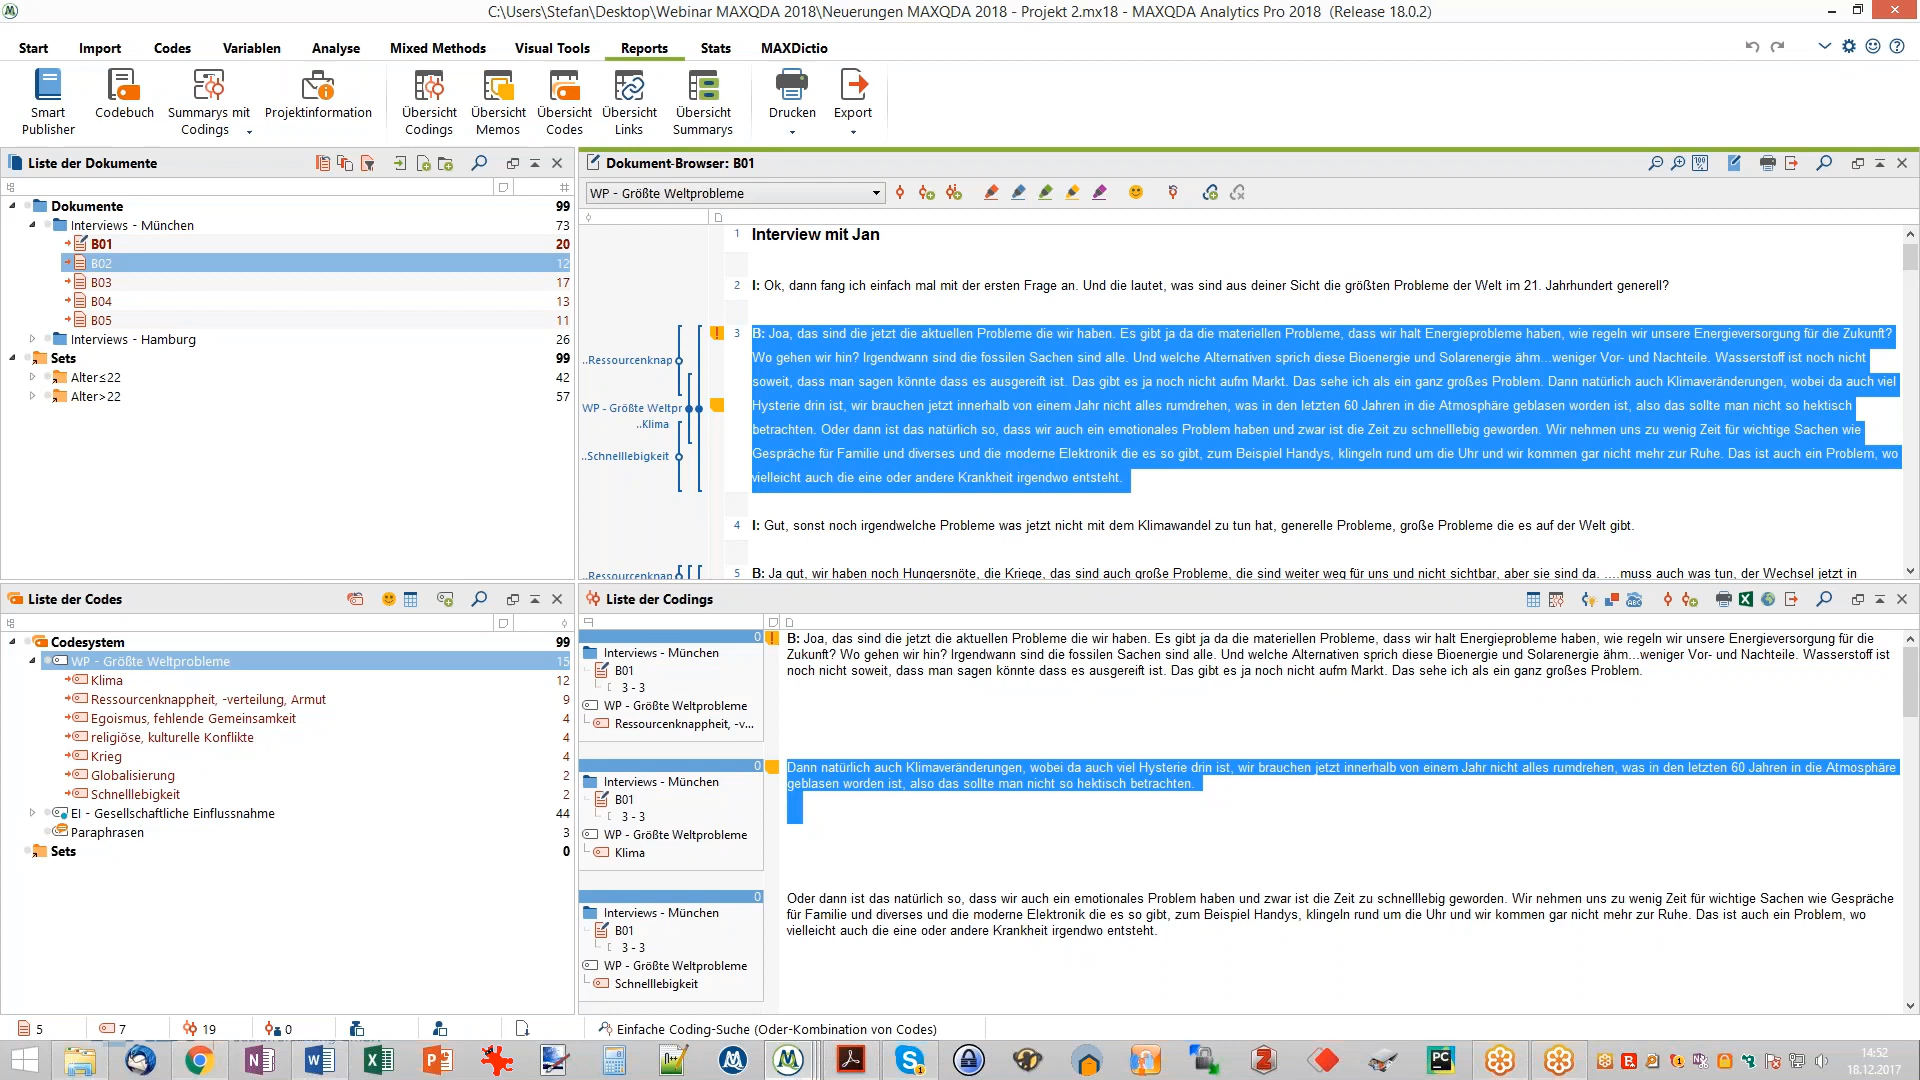 C:\Users\Stefan\Desktop\Webinar MAXQDA 2018\Neuerungen MAXQDA 2018 - Projekt 2.mx18 - MAXQDA Analytics Pro 2018 (Release 18.0.2)
Start Import Codes Variablen Analyse Mixed Methods Visual Tools Reports Stats MAXDictio
Smart Publisher
Codebuch
Summarys mit Codings
Projektinformation
Übersicht Codings
Übersicht Memos
Übersicht Codes
Übersicht Links
Übersicht Summarys
Drucken
Export
Liste der Dokumente
Dokumente 99
Interviews - München 73
B01 20
B02 12
B03 17
B04 13
B05 11
Interviews - Hamburg 26
Sets 99
Alter≤22 42
Alter>22 57
Dokument-Browser: B01
WP - Größte Weltprobleme
1 Interview mit Jan
2 I: Ok, dann fang ich einfach mal mit der ersten Frage an. Und die lautet, was sind aus deiner Sicht die größten Probleme der Welt im 21. Jahrhundert generell?
3 B: Joa, das sind die jetzt die aktuellen Probleme die wir haben. Es gibt ja da die materiellen Probleme, dass wir halt Energieprobleme haben, wie regeln wir unsere Energieversorgung für die Zukunft?
Wo gehen wir hin? Irgendwann sind die fossilen Sachen sind alle. Und welche Alternativen sprich diese Bioenergie und Solarenergie ähm...weniger Vor- und Nachteile. Wasserstoff ist noch nicht
soweit, dass man sagen könnte dass es ausgereift ist. Das gibt es ja noch nicht aufm Markt. Das sehe ich als ein ganz großes Problem. Dann natürlich auch Klimaveränderungen, wobei da auch viel
Hysterie drin ist, wir brauchen jetzt innerhalb von einem Jahr nicht alles rumdrehen, was in den letzten 60 Jahren in die Atmosphäre geblasen worden ist, also das sollte man nicht so hektisch
betrachten. Oder dann ist das natürlich so, dass wir auch ein emotionales Problem haben und zwar ist die Zeit zu schnelllebig geworden. Wir nehmen uns zu wenig Zeit für wichtige Sachen wie
Gespräche für Familie und diverses und die moderne Elektronik die es so gibt, zum Beispiel Handys, klingeln rund um die Uhr und wir kommen gar nicht mehr zur Ruhe. Das ist auch ein Problem, wo
vielleicht auch die eine oder andere Krankheit irgendwo entsteht.
..Ressourcenknap
WP - Größte Weltpr
..Klima
..Schnelllebigkeit
4 I: Gut, sonst noch irgendwelche Probleme was jetzt nicht mit dem Klimawandel zu tun hat, generelle Probleme, große Probleme die es auf der Welt gibt.
..Ressourcenknap
5 B: Ja gut, wir haben noch Hungersnöte, die Kriege, das sind auch große Probleme, die sind weiter weg für uns und nicht sichtbar, aber sie sind da. ....muss auch was tun, der Wechsel jetzt in
Liste der Codes
Codesystem 99
WP - Größte Weltprobleme 15
Klima 12
Ressourcenknappheit, -verteilung, Armut 9
Egoismus, fehlende Gemeinsamkeit 4
religiöse, kulturelle Konflikte 4
Krieg 4
Globalisierung 2
Schnelllebigkeit 2
EI - Gesellschaftliche Einflussnahme 44
Paraphrasen 3
Sets 0
Liste der Codings
0
Interviews - München
B01
3 - 3
WP - Größte Weltprobleme
Ressourcenknappheit, -v...
B: Joa, das sind die jetzt die aktuellen Probleme die wir haben. Es gibt ja da die materiellen Probleme, dass wir halt Energieprobleme haben, wie regeln wir unsere Energieversorgung für die
Zukunft? Wo gehen wir hin? Irgendwann sind die fossilen Sachen sind alle. Und welche Alternativen sprich diese Bioenergie und Solarenergie ähm...weniger Vor- und Nachteile. Wasserstoff ist
noch nicht soweit, dass man sagen könnte dass es ausgereift ist. Das gibt es ja noch nicht aufm Markt. Das sehe ich als ein ganz großes Problem.
0
Interviews - München
B01
3 - 3
WP - Größte Weltprobleme
Klima
Dann natürlich auch Klimaveränderungen, wobei da auch viel Hysterie drin ist, wir brauchen jetzt innerhalb von einem Jahr nicht alles rumdrehen, was in den letzten 60 Jahren in die Atmosphäre
geblasen worden ist, also das sollte man nicht so hektisch betrachten.
0
Interviews - München
B01
3 - 3
WP - Größte Weltprobleme
Schnelllebigkeit
Oder dann ist das natürlich so, dass wir auch ein emotionales Problem haben und zwar ist die Zeit zu schnelllebig geworden. Wir nehmen uns zu wenig Zeit für wichtige Sachen wie Gespräche
für Familie und diverses und die moderne Elektronik die es so gibt, zum Beispiel Handys, klingeln rund um die Uhr und wir kommen gar nicht mehr zur Ruhe. Das ist auch ein Problem, wo
vielleicht auch die eine oder andere Krankheit irgendwo entsteht.
5 7 19 0 Einfache Coding-Suche (Oder-Kombination von Codes)
14:52
18.12.2017